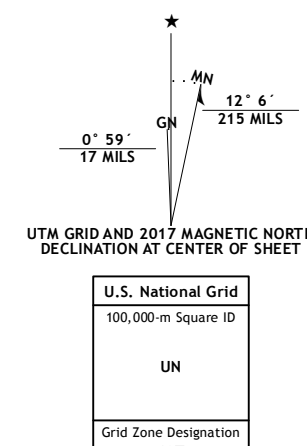 MN
GN
12° 6´
215 MILS
0° 59´
17 MILS
UTM GRID AND 2017 MAGNETIC NORTH
DECLINATION AT CENTER OF SHEET
U.S. National Grid
100,000-m Square ID
UN
Grid Zone Designation